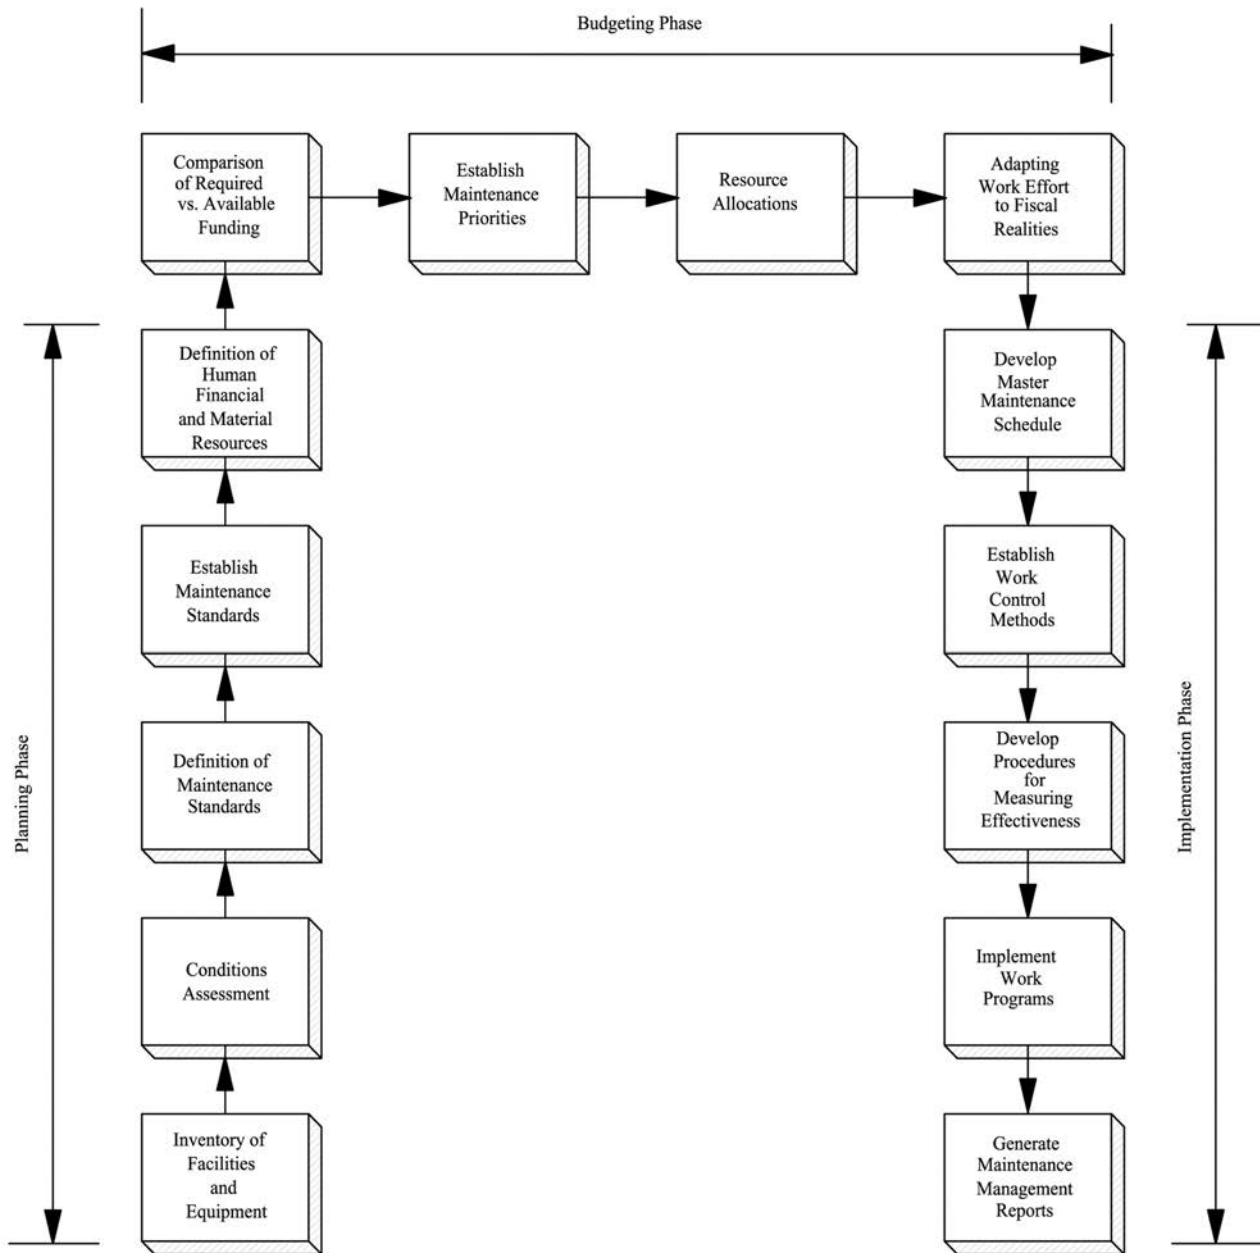 Budgeting Phase
Comparison
of Required
vs. Available
Funding
Establish
Maintenance
Priorities
Resource
Allocations
Adapting
Work Effort
to Fiscal
Realities
Planning Phase
Definition of
Human
Financial
and Material
Resources
Establish
Maintenance
Standards
Definition of
Maintenance
Standards
Conditions
Assessment
Inventory of
Facilities
and
Equipment
Develop
Master
Maintenance
Schedule
Establish
Work
Control
Methods
Develop
Procedures
for
Measuring
Effectiveness
Implement
Work
Programs
Generate
Maintenance
Management
Reports
Implementation Phase